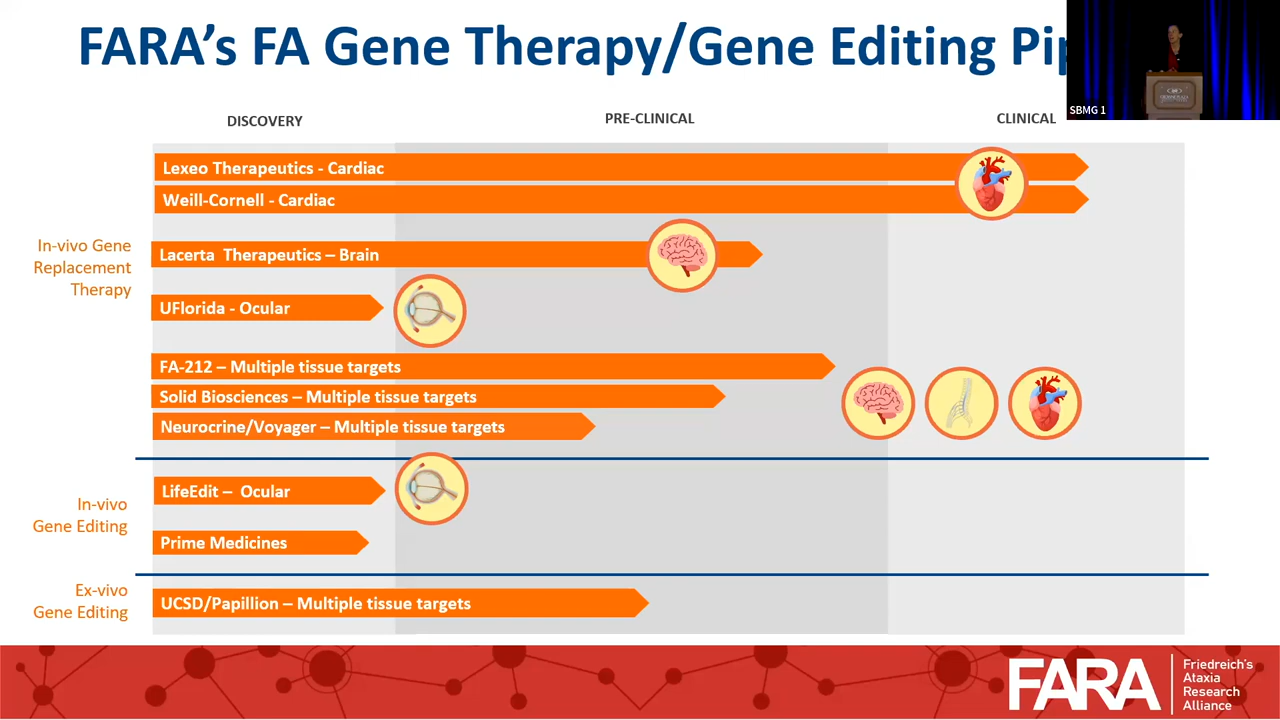 FARA's FA Gene Therapy/Gene Editing
SBMG 1
DISCOVERY
PRE-CLINICAL
CLINICAL
In-vivo Gene
Replacement
Therapy
Lexeo Therapeutics - Cardiac
Weill-Cornell - Cardiac
Lacerta Therapeutics – Brain
UFlorida - Ocular
FA-212 – Multiple tissue targets
Solid Biosciences – Multiple tissue targets
Neurocrine/Voyager – Multiple tissue targets
In-vivo
Gene Editing
LifeEdit – Ocular
Prime Medicines
Ex-vivo
Gene Editing
UCSD/Papillion – Multiple tissue targets
FARA
Friedreich's
Ataxia
Research
Alliance